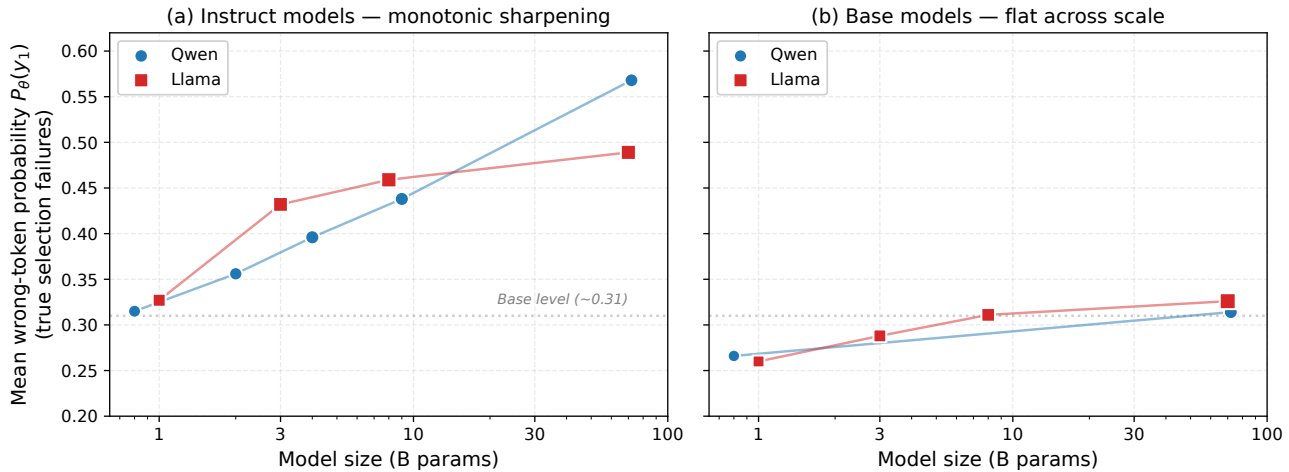 (a) Instruct models — monotonic sharpening
Mean wrong-token probability Pθ(y1)
(true selection failures)
0.60
0.55
0.50
0.45
0.40
0.35
0.30
0.25
0.20
Qwen
Llama
Base level (~0.31)
1
3
10
30
100
Model size (B params)
(b) Base models — flat across scale
Qwen
Llama
1
3
10
30
100
Model size (B params)